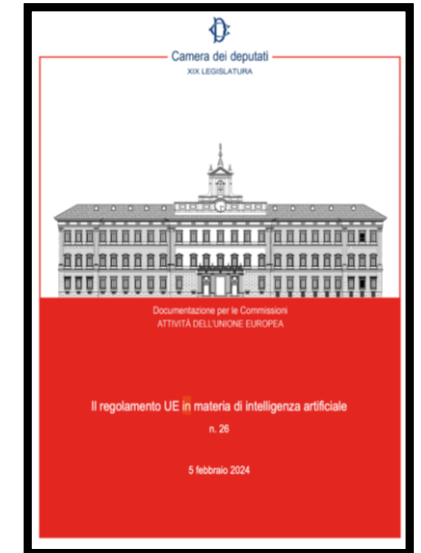 Camera dei deputati
XIX LEGISLATURA
Documentazione per le Commissioni
ATTIVITÀ DELL'UNIONE EUROPEA
Il regolamento UE in materia di intelligenza artificiale
n. 26
5 febbraio 2024